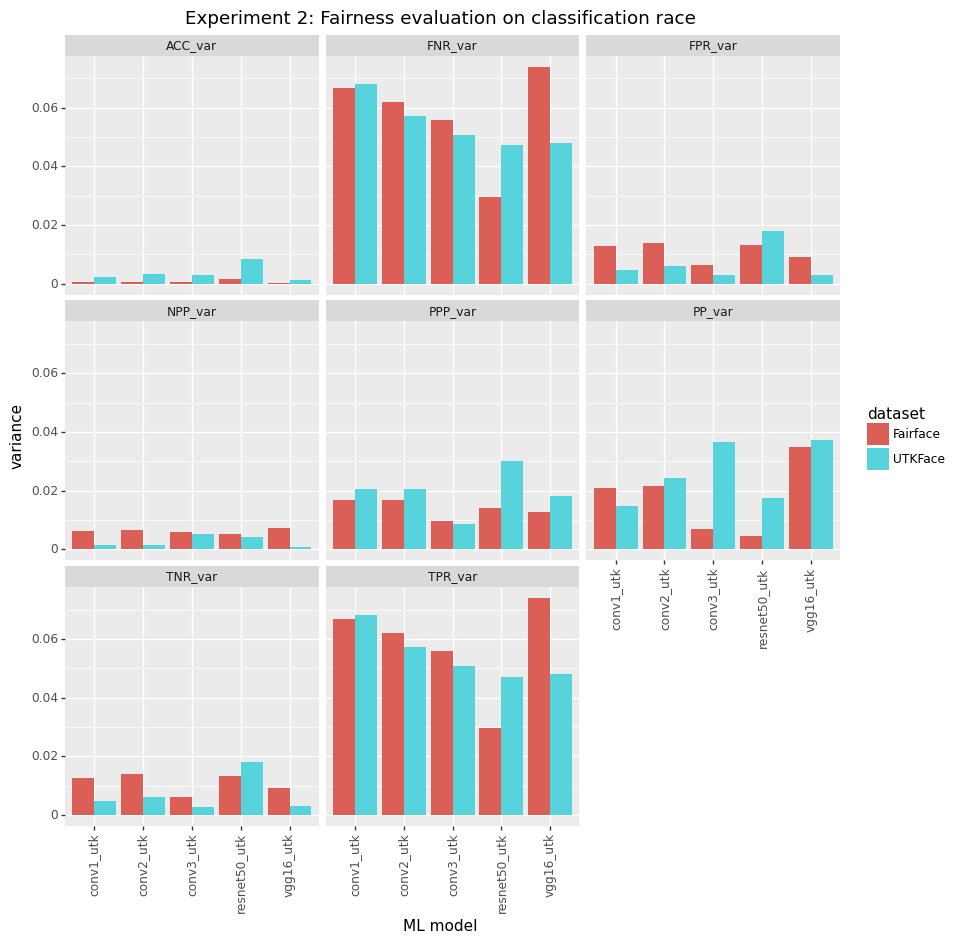 Experiment 2: Fairness evaluation on classification race
ACC_var
FNR_var
FPR_var
0.06
0.04
0.02
0
NPP_var
PPP_var
PP_var
0.06
0.04
0.02
0
variance
dataset
Fairface
UTKFace
TNR_var
TPR_var
conv1_utk
conv2_utk
conv3_utk
resnet50_utk
vgg16_utk
0.06
0.04
0.02
0
conv1_utk
conv2_utk
conv3_utk
resnet50_utk
vgg16_utk
conv1_utk
conv2_utk
conv3_utk
resnet50_utk
vgg16_utk
ML model